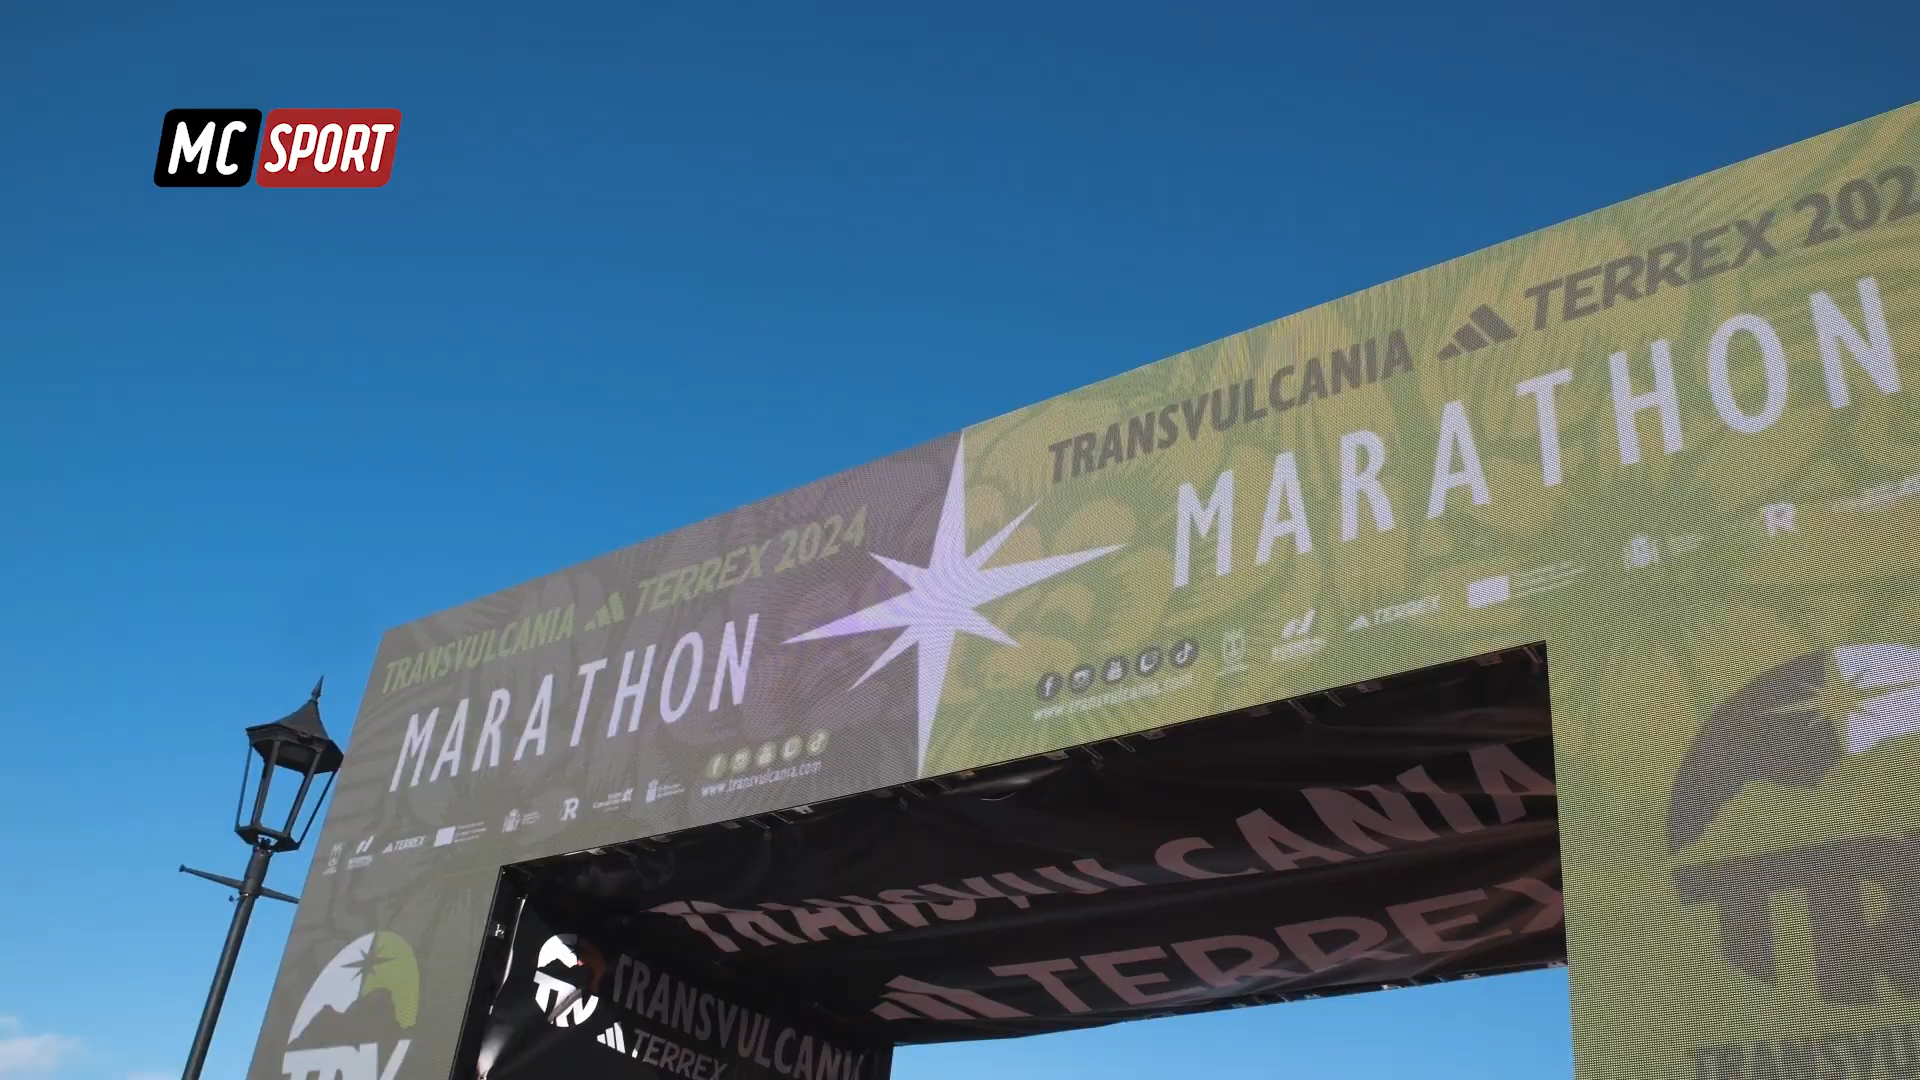 MC SPORT
TRANSVULCANIA TERREX 2024
MARATHON
www.transvulcania.com
TERREX
R
TRANSVULCANIA TERREX 202
MARATHON
www.transvulcania.com
TERREX
R
TRANSVULCANIA
TERREX
TRANSVULCANIA
TERREX